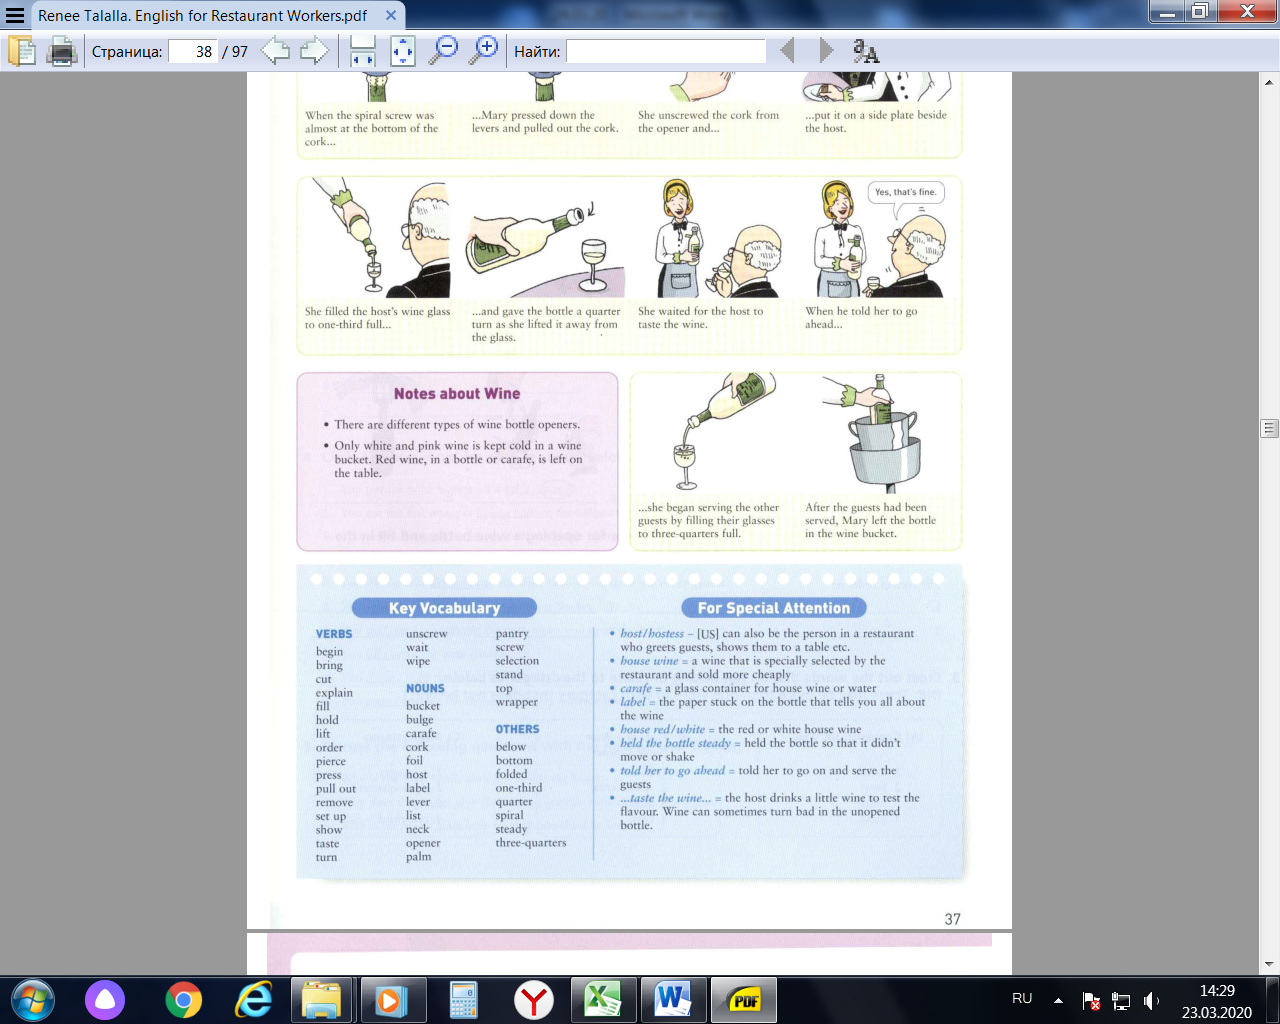 Renee Talalla. English for Restaurant Workers.pdf
Страница: 38 / 97
Найти:
When the spiral screw was
almost at the bottom of the
cork...
...Mary pressed down the
levers and pulled out the cork.
She unscrewed the cork from
the opener and...
...put it on a side plate beside
the host.
Yes, that's fine.
She filled the host's wine glass
to one-third full...
...and gave the bottle a quarter
turn as she lifted it away from
the glass.
She waited for the host to
taste the wine.
When he told her to go
ahead...
Notes about Wine
• There are different types of wine bottle openers.
• Only white and pink wine is kept cold in a wine
bucket. Red wine, in a bottle or carafe, is left on
the table.
...she began serving the other
guests by filling their glasses
to three-quarters full.
After the guests had been
served, Mary left the bottle
in the wine bucket.
Key Vocabulary
VERBS
begin
bring
cut
explain
fill
hold
lift
order
pierce
press
pull out
remove
set up
show
taste
turn
unscrew
wait
wipe
NOUNS
bucket
bulge
carafe
cork
foil
host
label
lever
list
neck
opener
palm
pantry
screw
selection
stand
top
wrapper
OTHERS
below
bottom
folded
one-third
quarter
spiral
steady
three-quarters
For Special Attention
• host/hostess – [US] can also be the person in a restaurant
who greets guests, shows them to a table etc.
• house wine = a wine that is specially selected by the
restaurant and sold more cheaply
• carafe = a glass container for house wine or water
• label = the paper stuck on the bottle that tells you all about
the wine
• house red/white = the red or white house wine
• held the bottle steady = held the bottle so that it didn't
move or shake
• told her to go ahead = told her to go on and serve the
guests
• ...taste the wine... = the host drinks a little wine to test the
flavour. Wine can sometimes turn bad in the unopened
bottle.
37
PDF
RU
14:29
23.03.2020